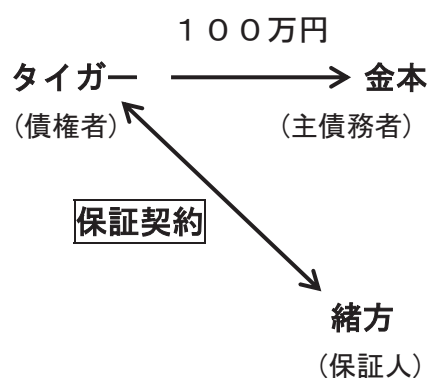 １００万円
タイガー
金本
(債権者)
(主債務者)
保証契約
緒方
(保証人)